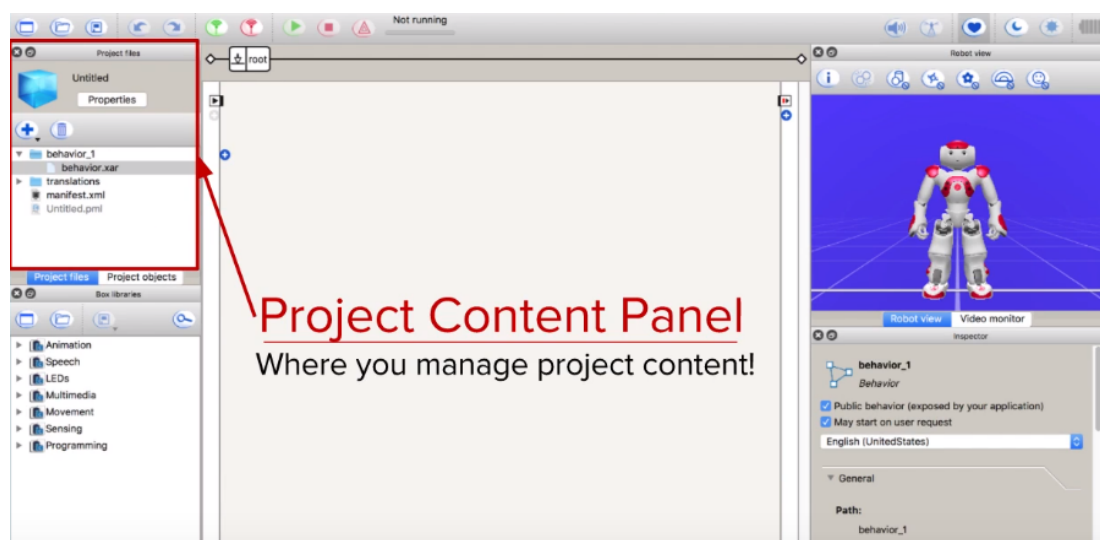 Not running
Project files
Untitled
Properties
behavior_1
behavior.xar
translations
manifest.xml
Untitled.pml
Project files
Project objects
Box libraries
Animation
Speech
LEDs
Multimedia
Movement
Sensing
Programming
root
Project Content Panel
Where you manage project content!
Robot view
Robot view
Video monitor
Inspector
behavior_1
Behavior
Public behavior (exposed by your application)
May start on user request
English (UnitedStates)
General
Path:
behavior_1